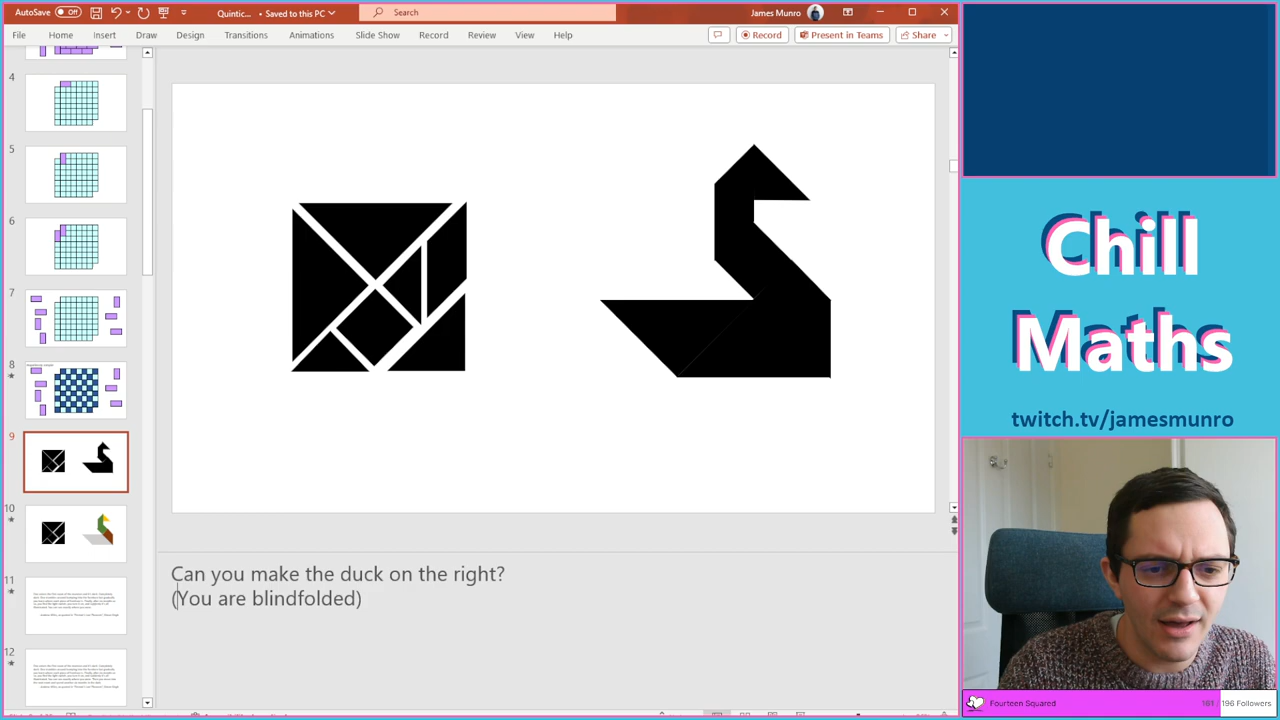 AutoSave Off
Quintic... • Saved to this PC
Search
James Munro
File Home Insert Draw Design Transitions Animations Slide Show Record Review View Help
Record
Present in Teams
Share
4
5
6
7
8
9
10
11
12
Can you make the duck on the right?
(You are blindfolded)
Chill
Maths
twitch.tv/jamesmunro
Fourteen Squared
161 / 196 Followers